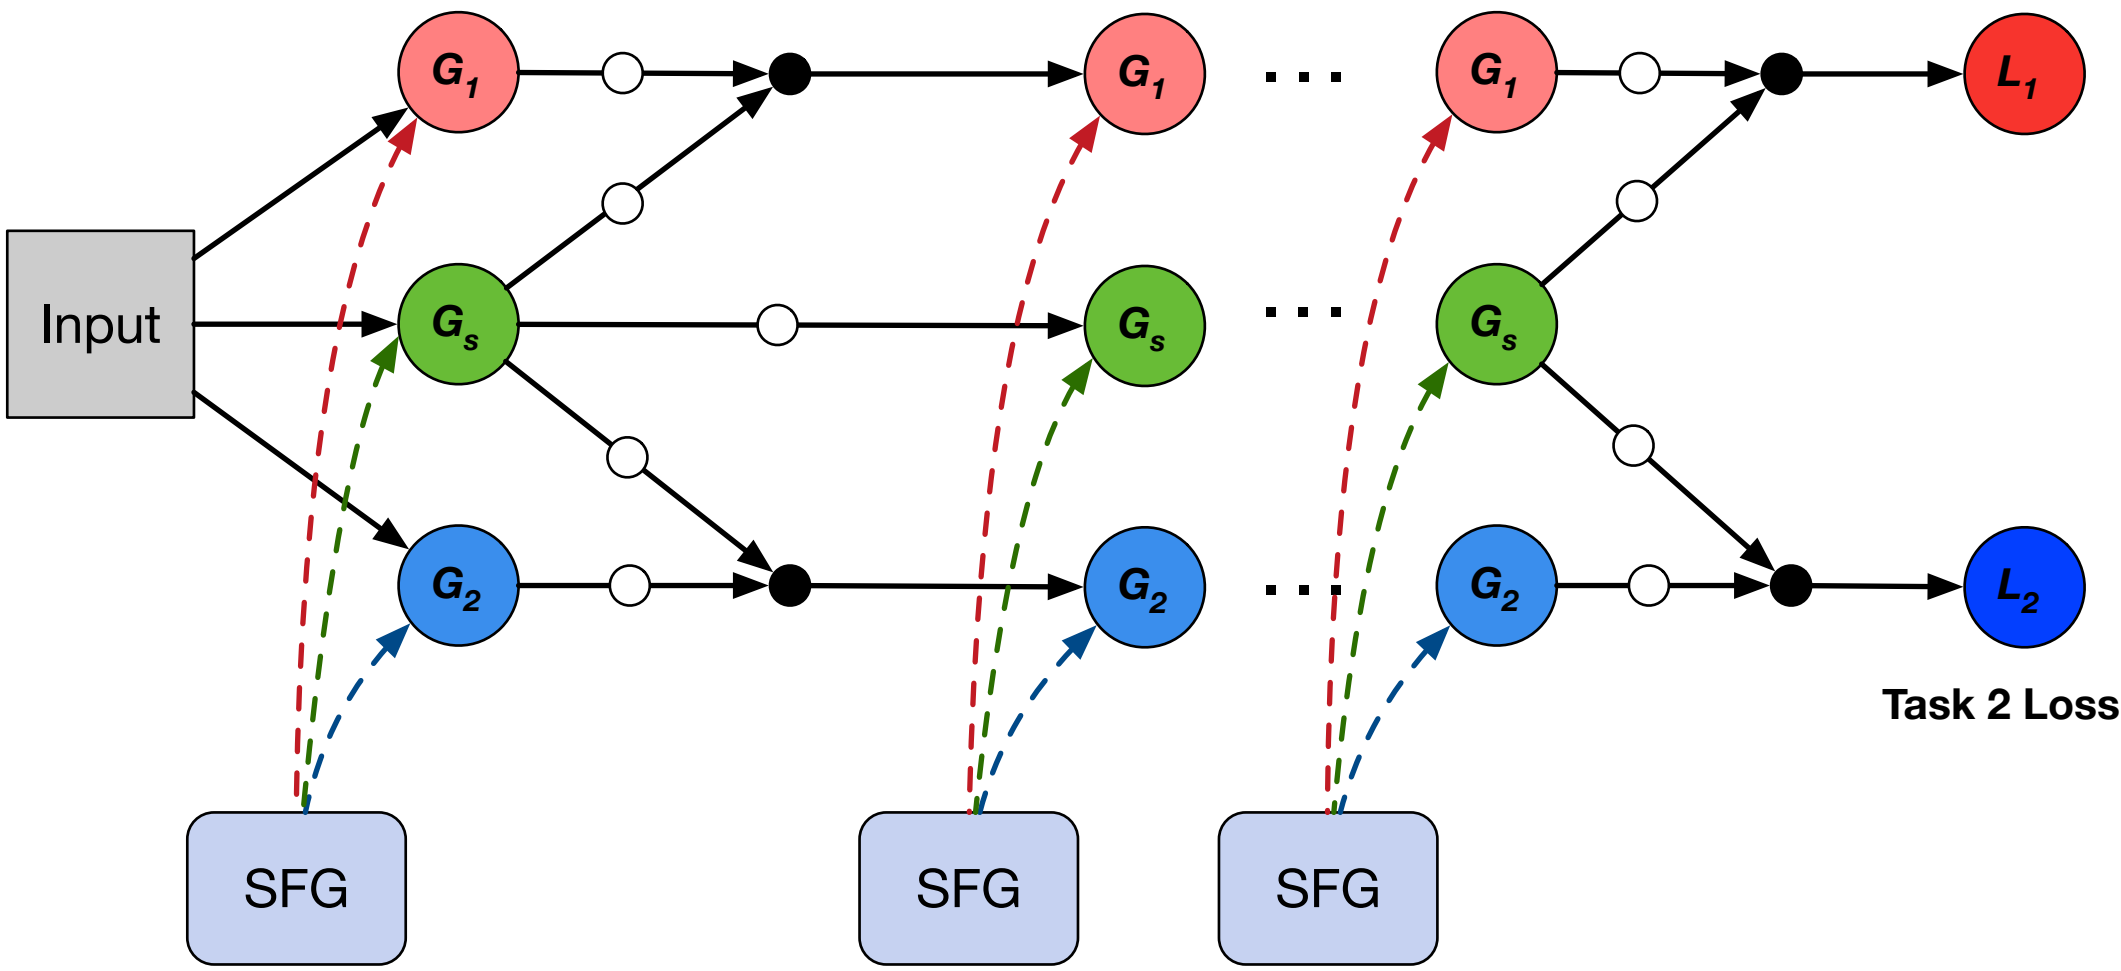 G1 G1 ... G1 L1
Input Gs Gs ... Gs
G2 G2 ... G2 L2
Task 2 Loss
SFG SFG SFG